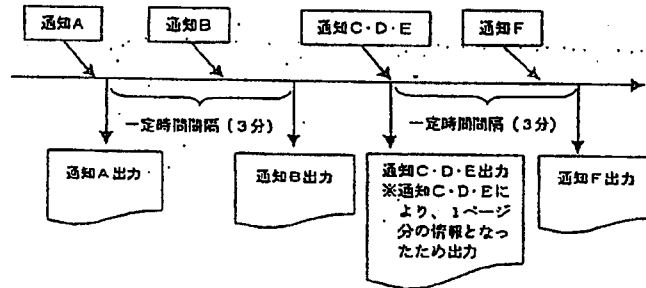 通知A
通知B
通知C・D・E
通知F
一定時間間隔（3分）
一定時間間隔（3分）
通知A出力
通知B出力
通知C・D・E出力
※通知C・D・Eに
より、1ページ
分の情報となっ
たため出力
通知F出力